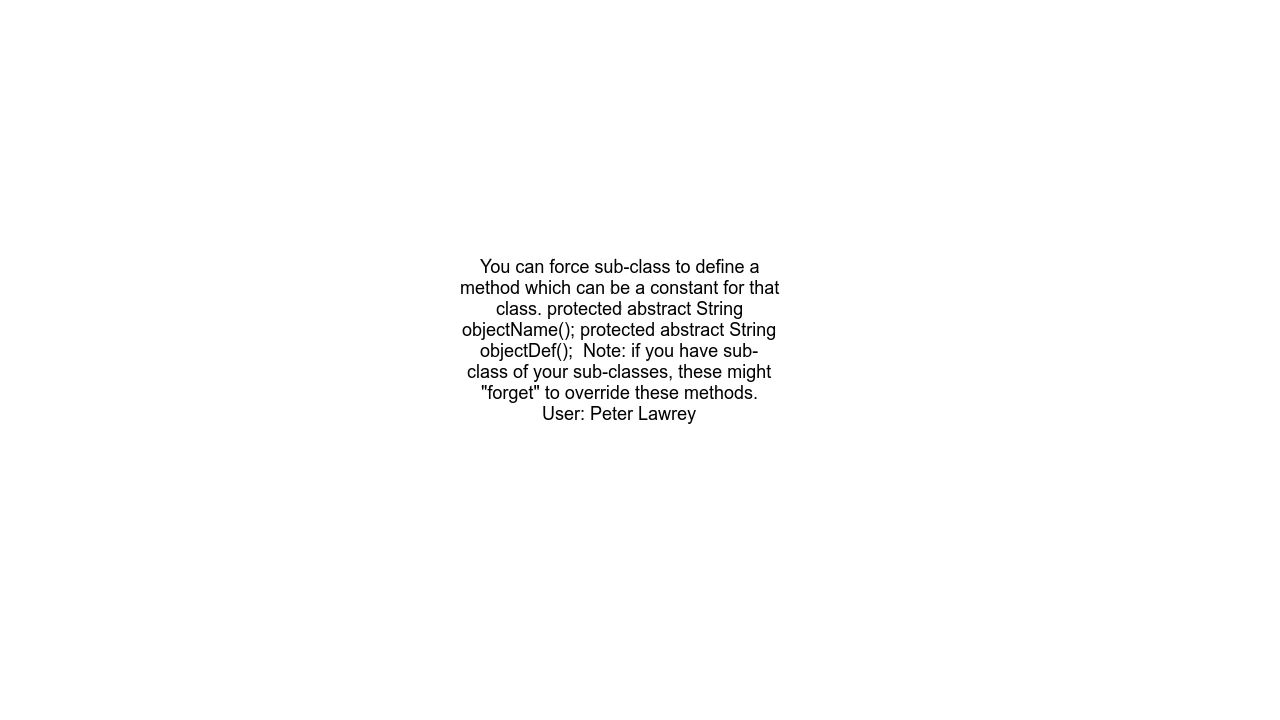 You can force sub-class to define a
method which can be a constant for that
class. protected abstract String
objectName(); protected abstract String
objectDef();  Note: if you have sub-
class of your sub-classes, these might
"forget" to override these methods.
User: Peter Lawrey